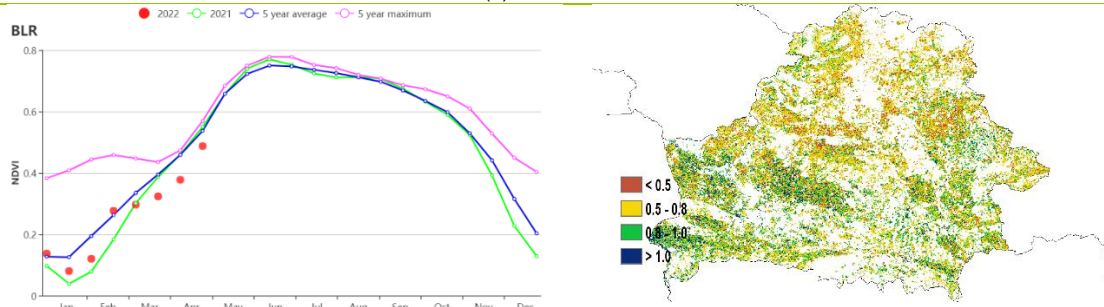 2022 2021 5 year average 5 year maximum
BLR
0.8
0.6
0.4
0.2
0
NDVI
Jan Feb Mar Apr May Jun Jul Aug Sep Oct Nov Dec
< 0.5
0.5 - 0.8
0.8 - 1.0
> 1.0